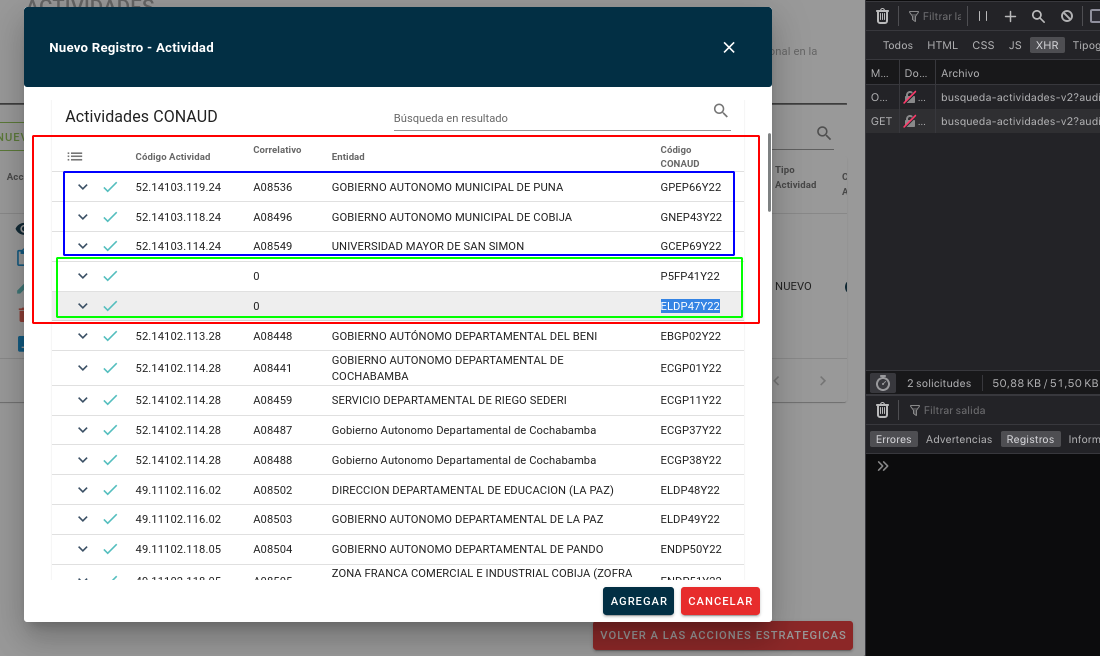 ACTIVIDADES
Nuevo Registro - Actividad
onal en la
NUEV
Acc
Actividades CONAUD
Búsqueda en resultado
Código Actividad Correlativo Entidad Código CONAUD
52.14103.119.24 A08536 GOBIERNO AUTONOMO MUNICIPAL DE PUNA GPEP66Y22
52.14103.118.24 A08496 GOBIERNO AUTONOMO MUNICIPAL DE COBIJA GNEP43Y22
52.14103.114.24 A08549 UNIVERSIDAD MAYOR DE SAN SIMON GCEP69Y22
0 P5FP41Y22
0 ELDP47Y22
52.14102.113.28 A08448 GOBIERNO AUTÓNOMO DEPARTAMENTAL DEL BENI EBGP02Y22
52.14102.114.28 A08441 GOBIERNO AUTÓNOMO DEPARTAMENTAL DE COCHABAMBA ECGP01Y22
52.14102.114.28 A08459 SERVICIO DEPARTAMENTAL DE RIEGO SEDERI ECGP11Y22
52.14102.114.28 A08487 Gobierno Autonomo Departamental de Cochabamba ECGP37Y22
52.14102.114.28 A08488 Gobierno Autonomo Departamental de Cochabamba ECGP38Y22
49.11102.116.02 A08502 DIRECCION DEPARTAMENTAL DE EDUCACION (LA PAZ) ELDP48Y22
49.11102.116.02 A08503 GOBIERNO AUTONOMO DEPARTAMENTAL DE LA PAZ ELDP49Y22
49.11102.118.05 A08504 GOBIERNO AUTONOMO DEPARTAMENTAL DE PANDO ENDP50Y22
49.11102.118.05 A08505 ZONA FRANCA COMERCIAL E INDUSTRIAL COBIJA (ZOFRA ENDP51Y22
AGREGAR CANCELAR
Tipo
Actividad
C
A
NUEVO
VOLVER A LAS ACCIONES ESTRATEGICAS
Filtrar la
Todos HTML CSS JS XHR Tipog
M... Do... Archivo
O... ... busqueda-actividades-v2?audi
GET ... busqueda-actividades-v2?audi
2 solicitudes 50,88 KB / 51,50 KB
Filtrar salida
Errores Advertencias Registros Inform